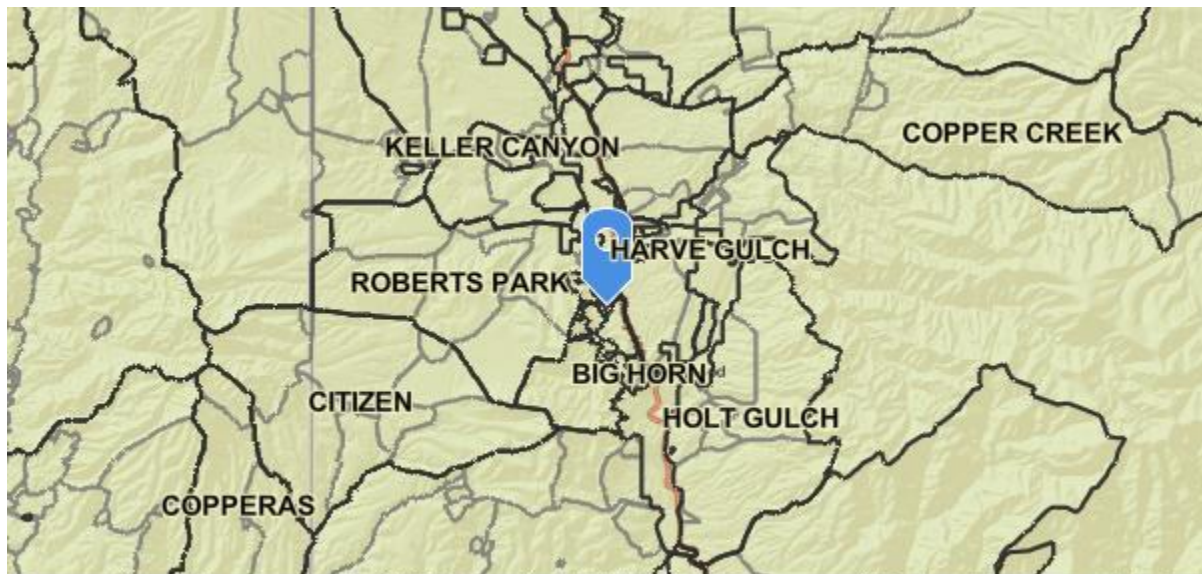 KELLER CANYON
COPPER CREEK
HARVE GULCH
ROBERTS PARK
BIG HORN
CITIZEN
HOLT GULCH
COPPERAS